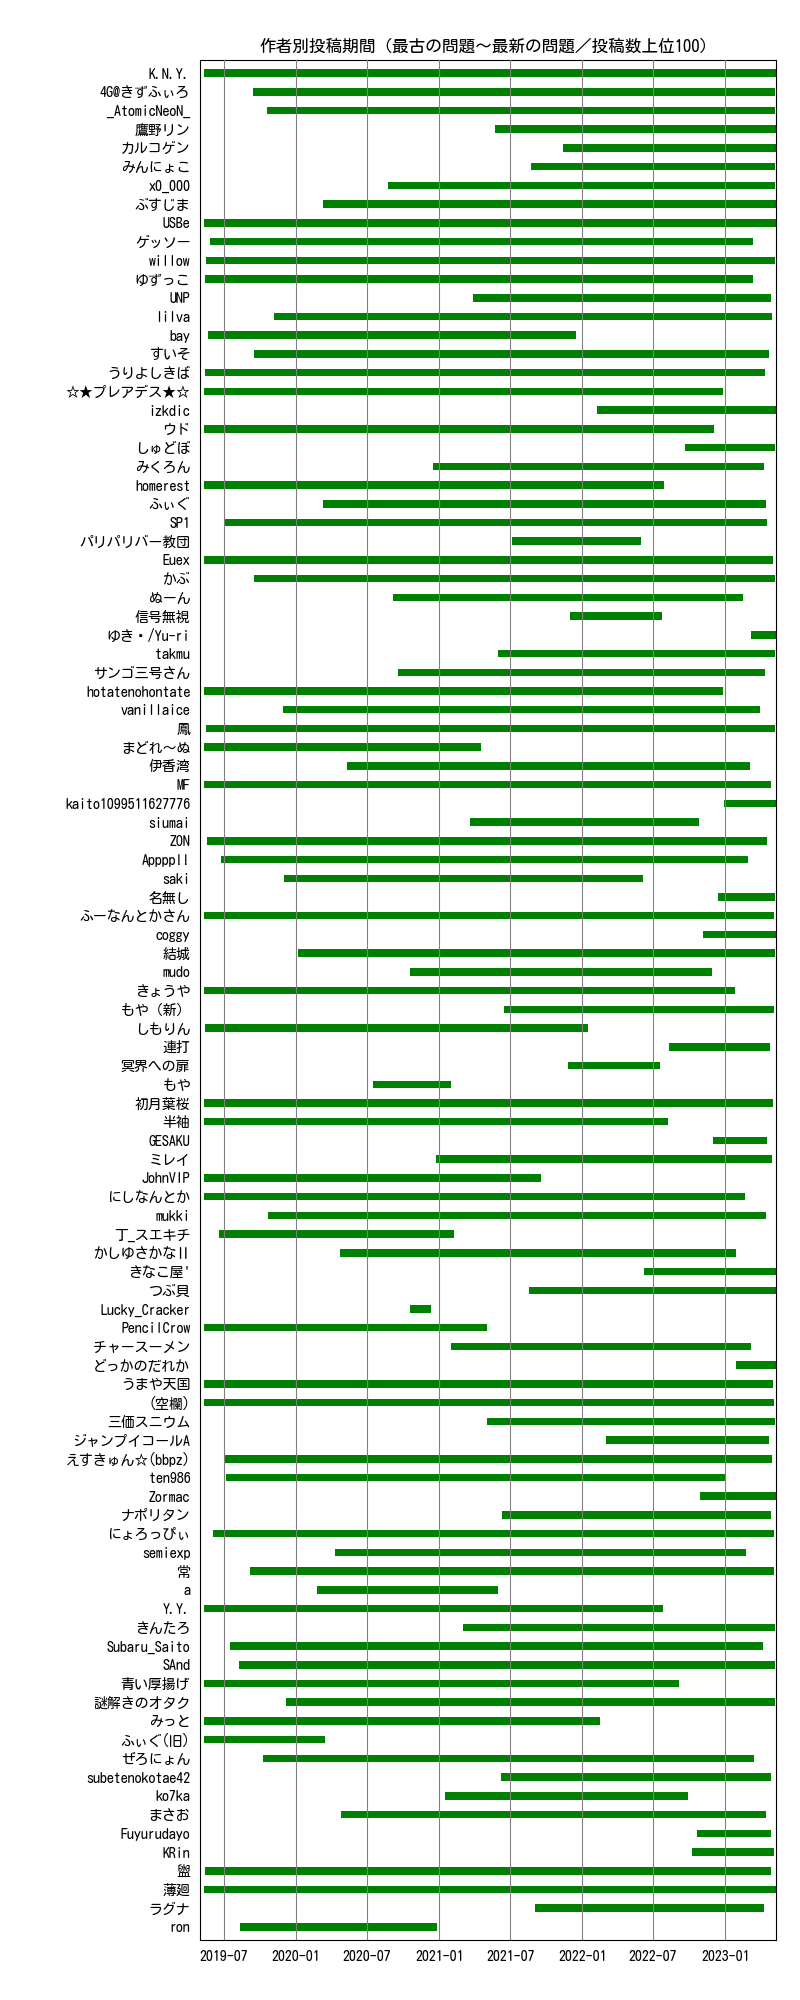 作者別投稿期間（最古の問題～最新の問題／投稿数上位100）
K.N.Y.
4G@きずふぃろ
_AtomicNeoN_
鷹野リン
カルコゲン
みんにょこ
x0_000
ぶすじま
USBe
ゲッソー
willow
ゆずっこ
UNP
lilva
bay
すいそ
うりよしきば
☆★プレアデス★☆
izkdic
ウド
しゅどぼ
みくろん
homerest
ふぃぐ
SP1
パリパリバー教団
Euex
かぶ
ぬーん
信号無視
ゆき・/Yu-ri
takmu
サンゴ三号さん
hotatenohontate
vanillaice
鳳
まどれ～ぬ
伊香湾
MF
kaito1099511627776
siumai
ZON
Appppll
saki
名無し
ふーなんとかさん
coggy
結城
mudo
きょうや
もや（新）
しもりん
連打
冥界への扉
もや
初月葉桜
半袖
GESAKU
ミレイ
JohnVIP
にしなんとか
mukki
丁_スエキチ
かしゆさかなII
きなこ屋'
つぶ貝
Lucky_Cracker
PencilCrow
チャースーメン
どっかのだれか
うまや天国
(空欄)
三価スニウム
ジャンプイコールA
えすきゅん☆(bbpz)
ten986
Zormac
ナポリタン
にょろっぴぃ
semiexp
常
a
Y.Y.
きんたろ
Subaru_Saito
SAnd
青い厚揚げ
謎解きのオタク
みっと
ふぃぐ(旧)
ぜろにょん
subetenokotae42
ko7ka
まさお
Fuyurudayo
KRin
盥
薄廻
ラグナ
ron
2019-07 2020-01 2020-07 2021-01 2021-07 2022-01 2022-07 2023-01